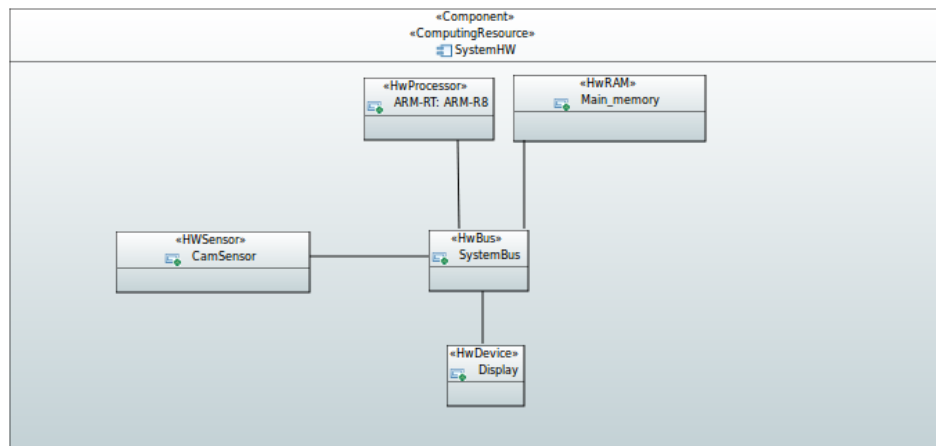 «Component»
«ComputingResource»
SystemHW
«HwProcessor»
ARM-RT: ARM-R8
«HwRAM»
Main_memory
«HWSensor»
CamSensor
«HwBus»
SystemBus
«HwDevice»
Display